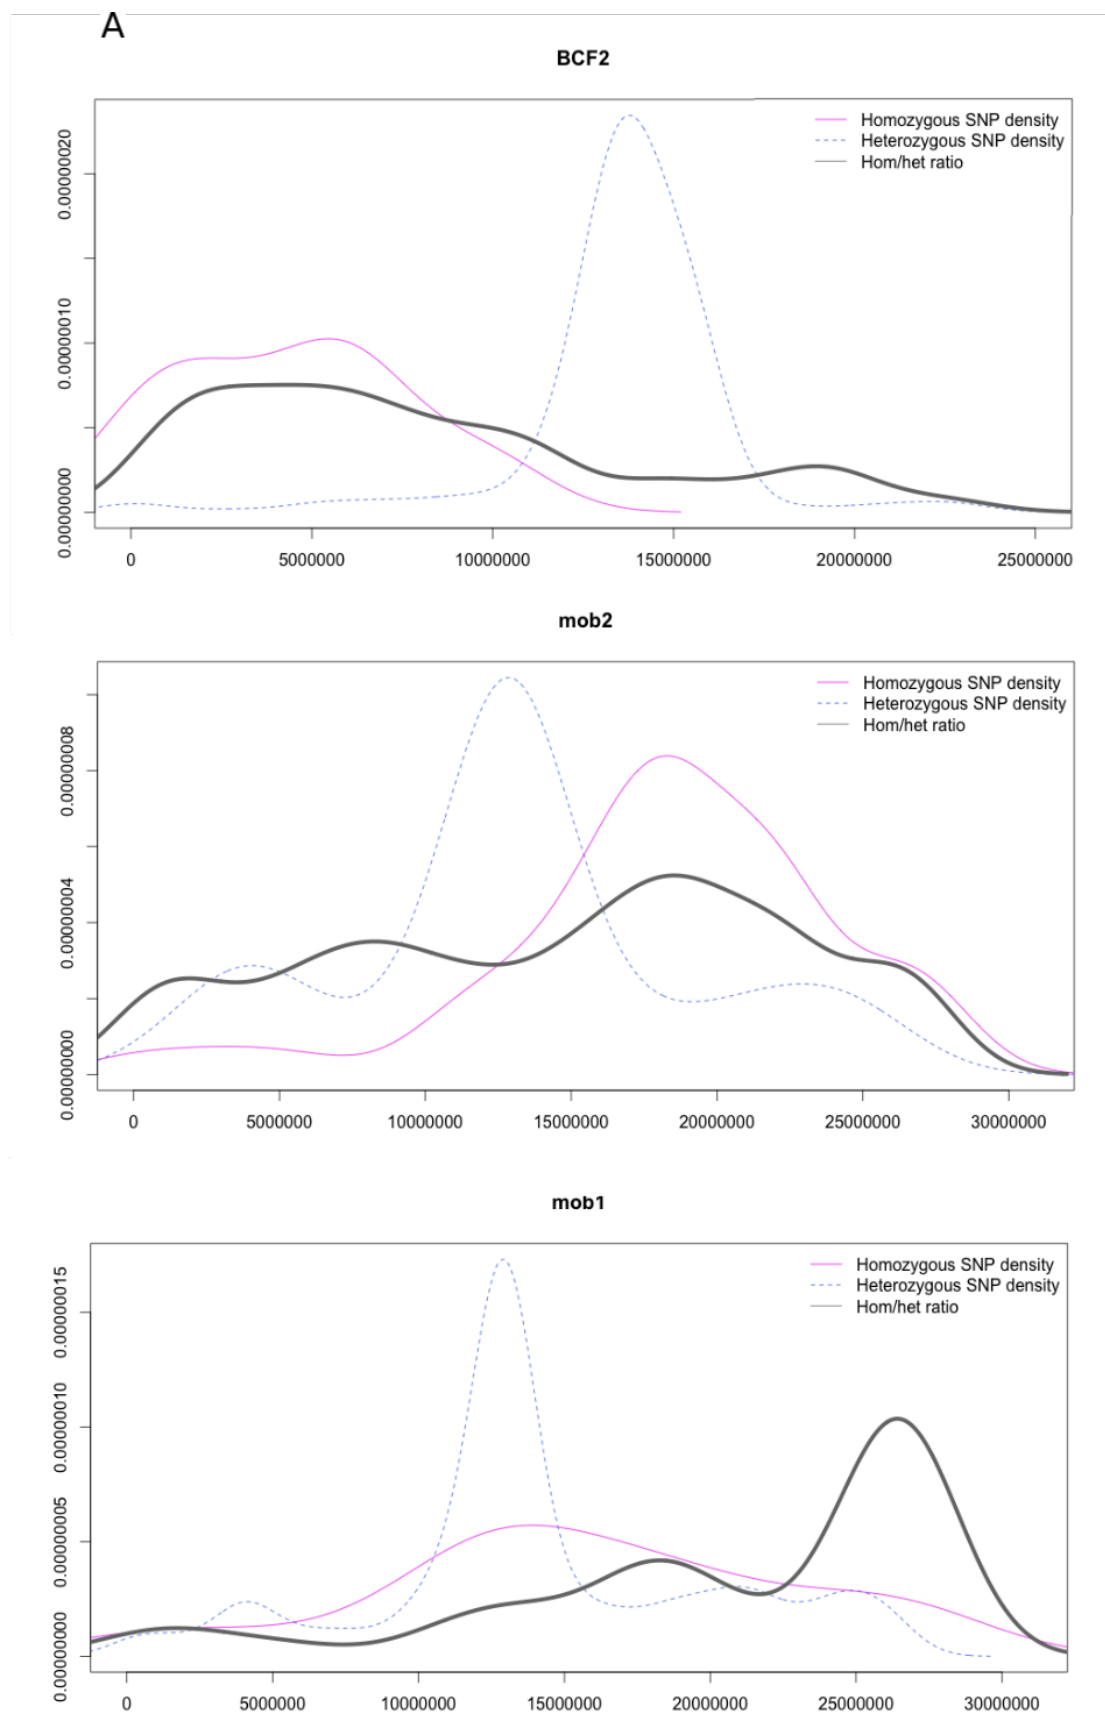 A
BCF2
Homozygous SNP density
Heterozygous SNP density
Hom/het ratio
0.00000020
0.00000010
0.00000000
0 5000000 10000000 15000000 20000000 25000000
mob2
Homozygous SNP density
Heterozygous SNP density
Hom/het ratio
0.00000008
0.00000004
0.00000000
0 5000000 10000000 15000000 20000000 25000000 30000000
mob1
Homozygous SNP density
Heterozygous SNP density
Hom/het ratio
0.00000015
0.00000010
0.00000005
0.00000000
0 5000000 10000000 15000000 20000000 25000000 30000000